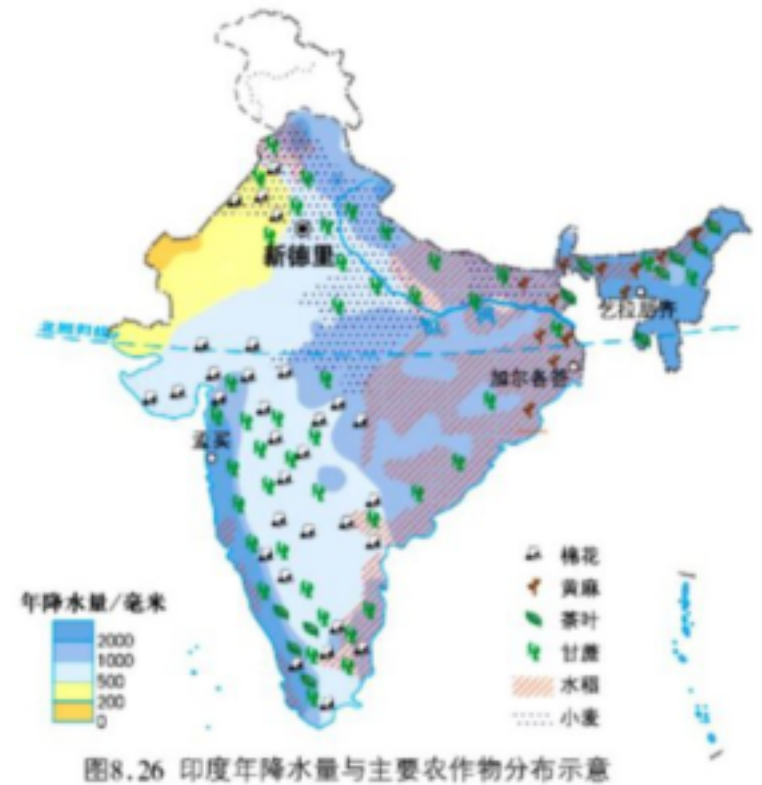 新德里
北回归线
乞拉朋齐
加尔各答
孟买
年降水量/毫米
2000
1000
500
200
0
棉花
黄麻
茶叶
甘蔗
水稻
小麦
图8.26 印度年降水量与主要农作物分布示意